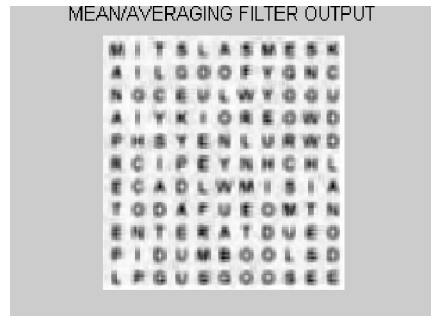 MEAN/AVERAGING FILTER OUTPUT
M I T S L A S M E S K
A I L G O O F Y G N C
N G C E U L W Y O O U
A I Y K I O R E O W D
P H S Y E N L U R W D
R C I P E Y N H C H L
E C A D L W M I S I A
T O D A F U E O M T N
E N T E R A T D U E O
P I D U M B O O L S D
L P G U S G O O S E E